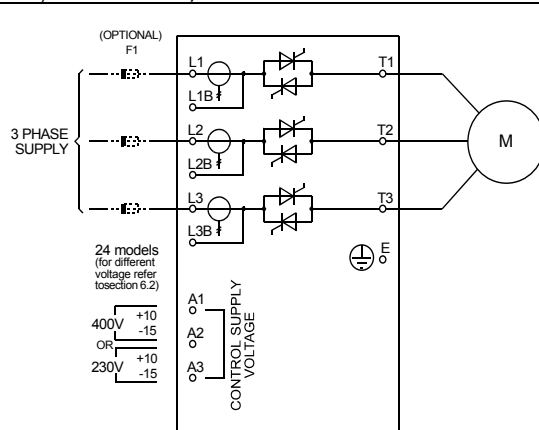 (OPTIONAL)
F1
L1
T1
L1B
3 PHASE
SUPPLY
L2
T2
M
L2B
L3
T3
L3B
E
24 models
(for different
voltage refer
tosection 6.2)
A1
400V +10
-15
A2
OR
230V +10
-15
A3
CONTROL SUPPLY
VOLTAGE